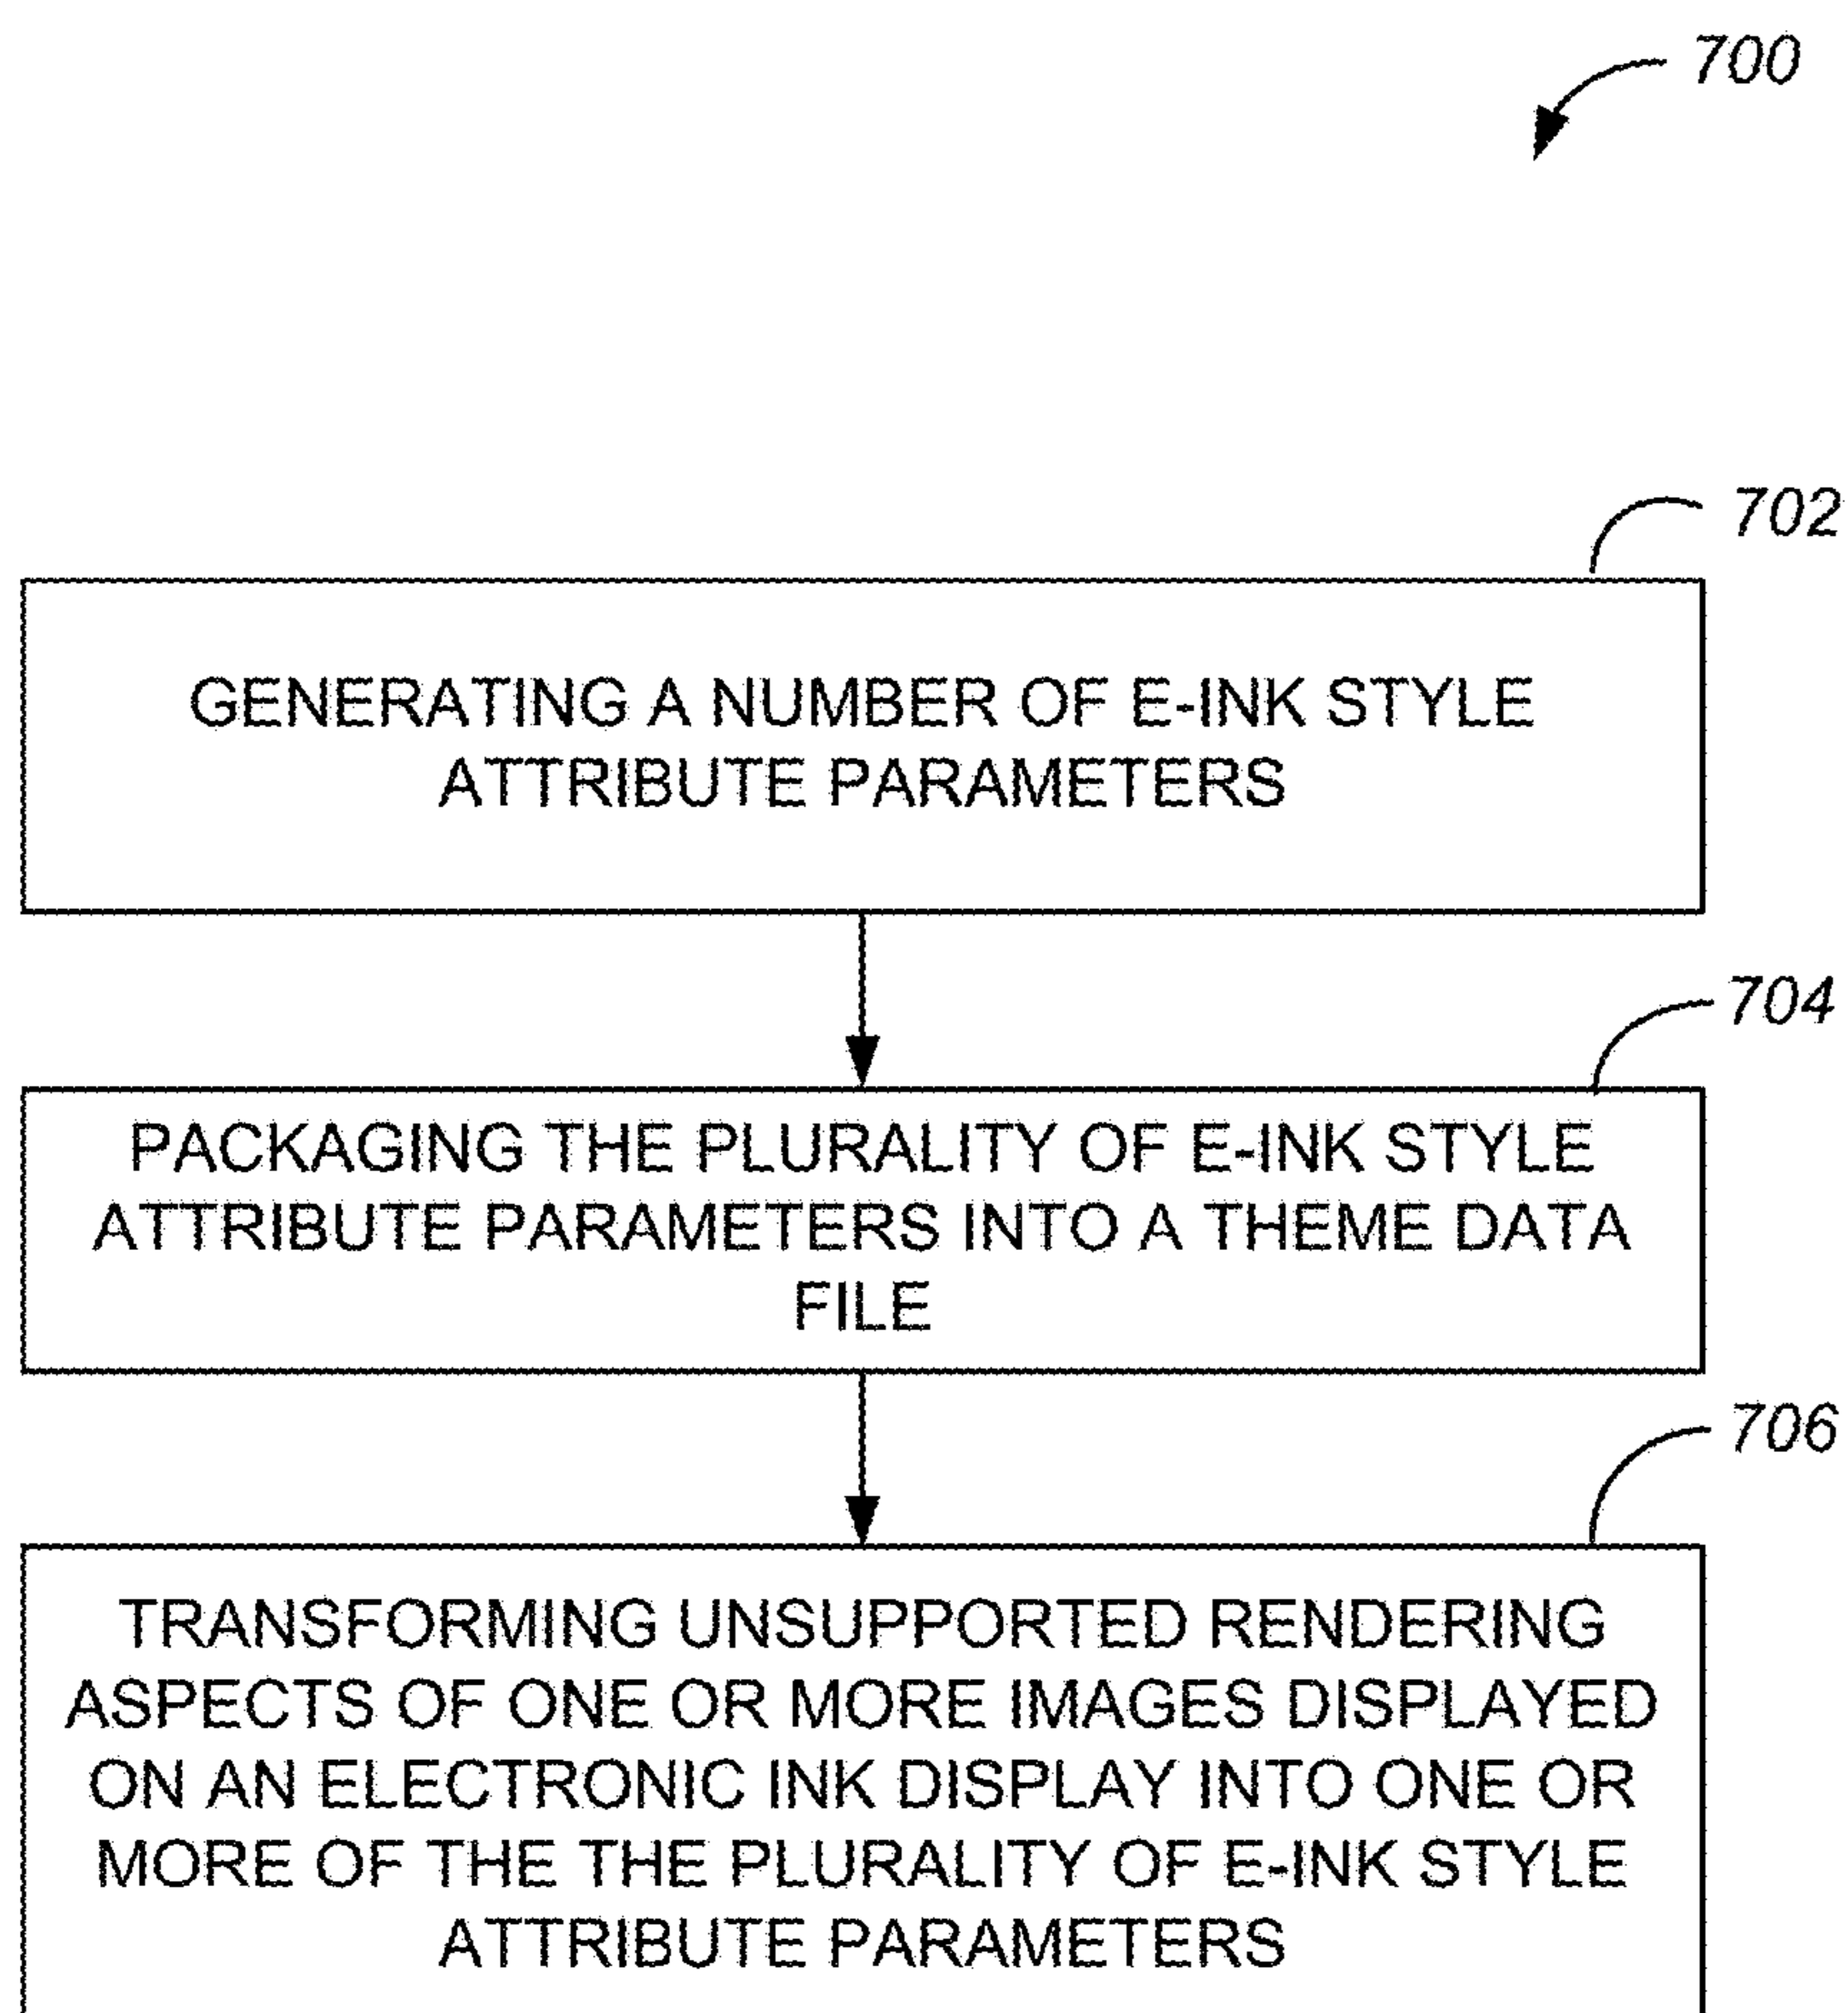 700
702
GENERATING A NUMBER OF E-INK STYLE
ATTRIBUTE PARAMETERS
704
PACKAGING THE PLURALITY OF E-INK STYLE
ATTRIBUTE PARAMETERS INTO A THEME DATA
FILE
706
TRANSFORMING UNSUPPORTED RENDERING
ASPECTS OF ONE OR MORE IMAGES DISPLAYED
ON AN ELECTRONIC INK DISPLAY INTO ONE OR
MORE OF THE THE PLURALITY OF E-INK STYLE
ATTRIBUTE PARAMETERS